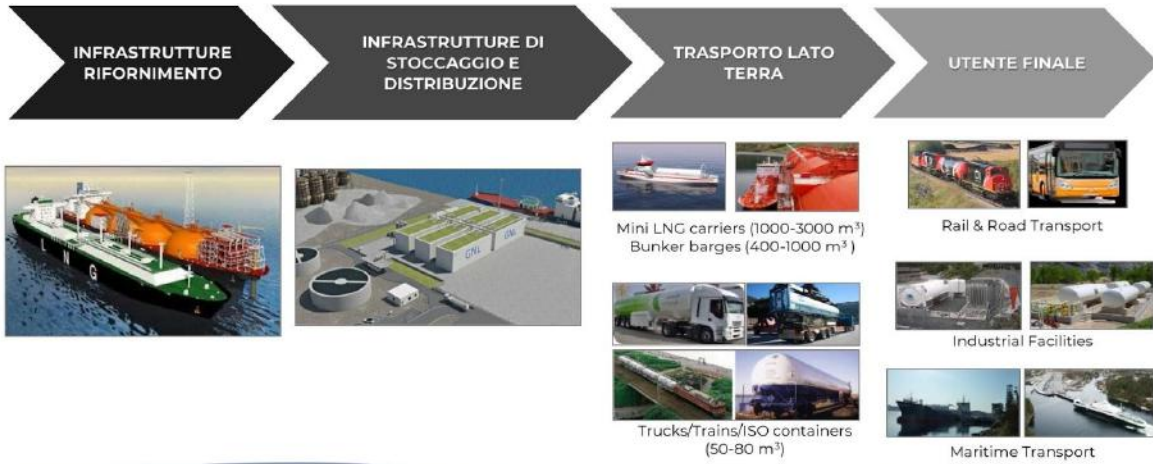 INFRASTRUTTURE
RIFORNIMENTO
INFRASTRUTTURE DI
STOCCAGGIO E
DISTRIBUZIONE
TRASPORTO LATO
TERRA
UTENTE FINALE
L N G
GNL
GNL
Mini LNG carriers (1000-3000 m³)
Bunker barges (400-1000 m³ )
Trucks/Trains/ISO containers
(50-80 m³)
Rail & Road Transport
Industrial Facilities
Maritime Transport